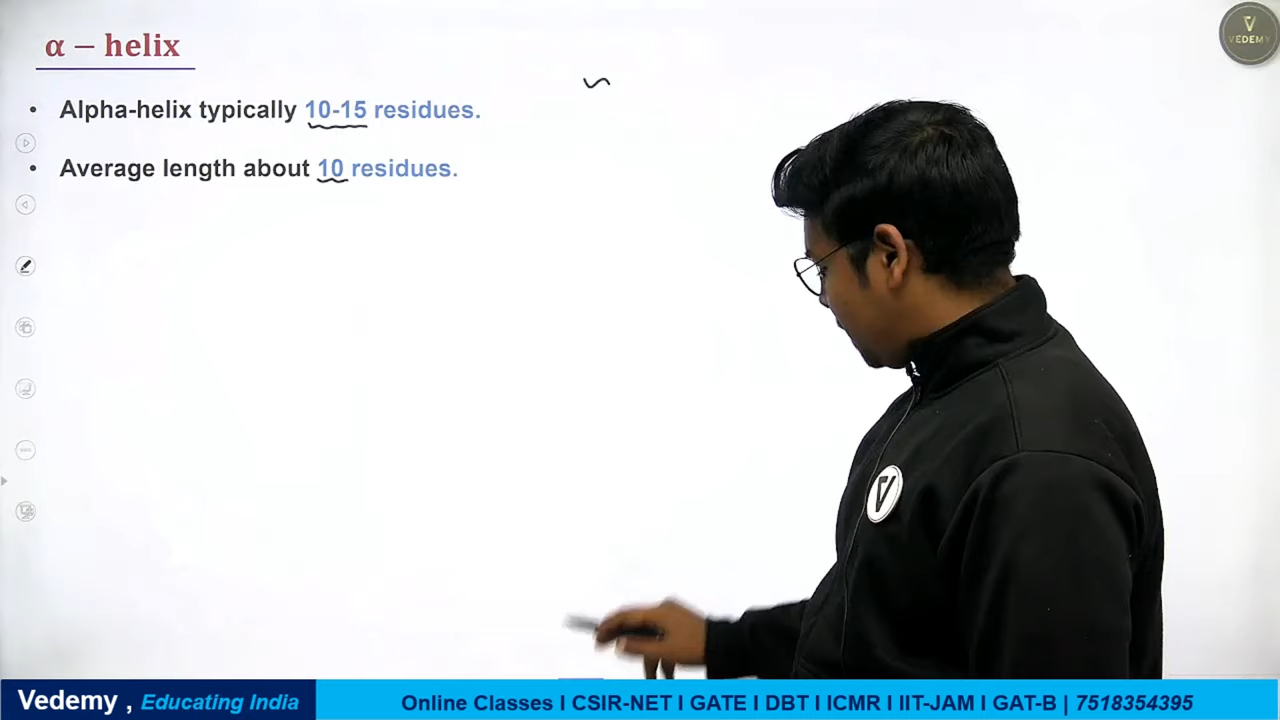 α – helix
V
VEDEMY
• Alpha-helix typically 10-15 residues.
• Average length about 10 residues.
V
Vedemy , Educating India
Online Classes I CSIR-NET I GATE I DBT I ICMR I IIT-JAM I GAT-B | 7518354395